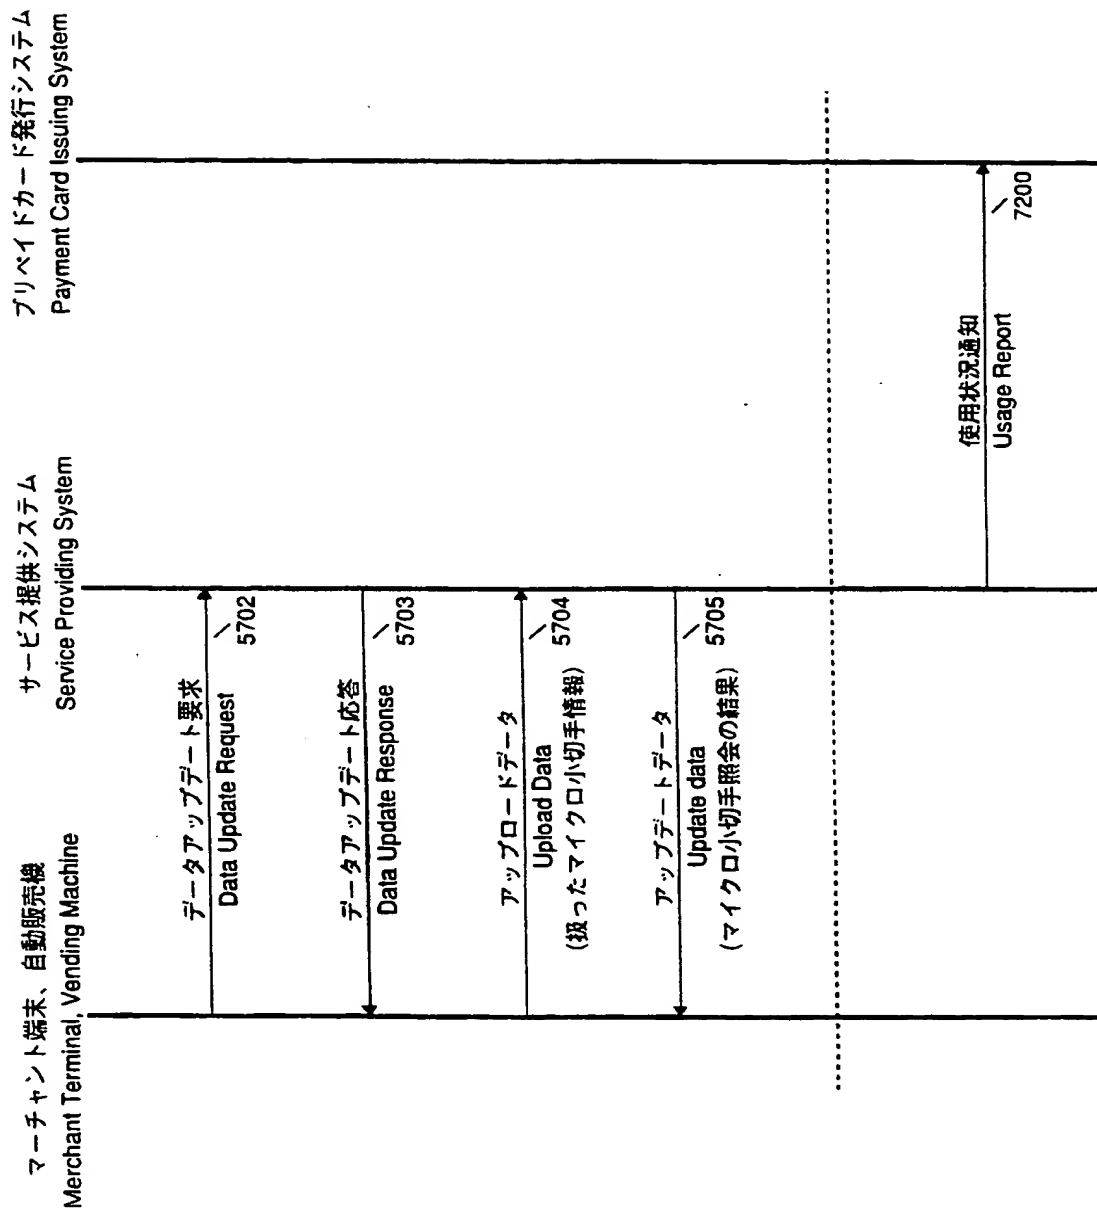 マーチャント端末、自動販売機
Merchant Terminal, Vending Machine
サービス提供システム
Service Providing System
プリペイドカード発行システム
Payment Card Issuing System
データアップデート要求
Data Update Request
5702
データアップデート応答
Data Update Response
5703
アップロードデータ
Upload Data
(扱ったマイクロ小切手情報)
5704
アップデートデータ
Update data
(マイクロ小切手照会の結果)
5705
使用状況通知
Usage Report
7200